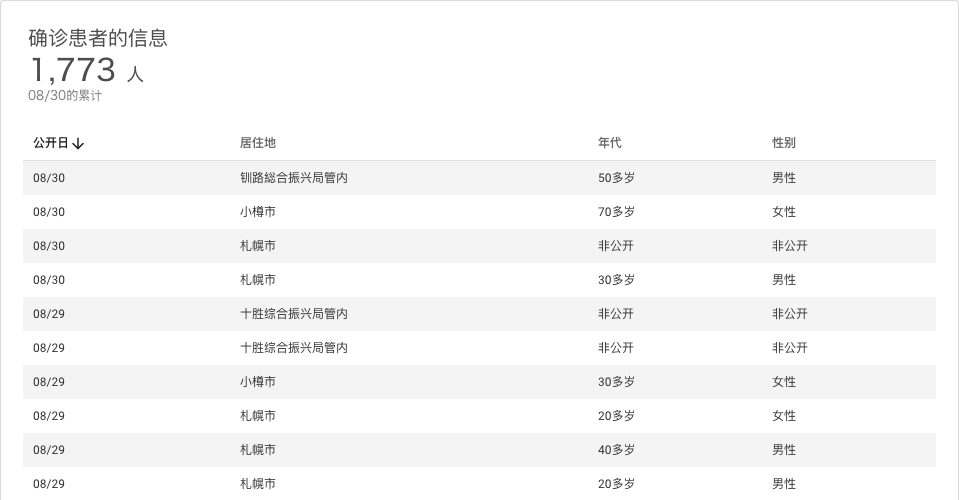 确诊患者的信息
1,773 人
08/30的累计
公开日↓ 居住地 年代 性别
08/30 钏路総合振兴局管内 50多岁 男性
08/30 小樽市 70多岁 女性
08/30 札幌市 非公开 非公开
08/30 札幌市 30多岁 男性
08/29 十胜综合振兴局管内 非公开 非公开
08/29 十胜综合振兴局管内 非公开 非公开
08/29 小樽市 30多岁 女性
08/29 札幌市 20多岁 女性
08/29 札幌市 40多岁 男性
08/29 札幌市 20多岁 男性